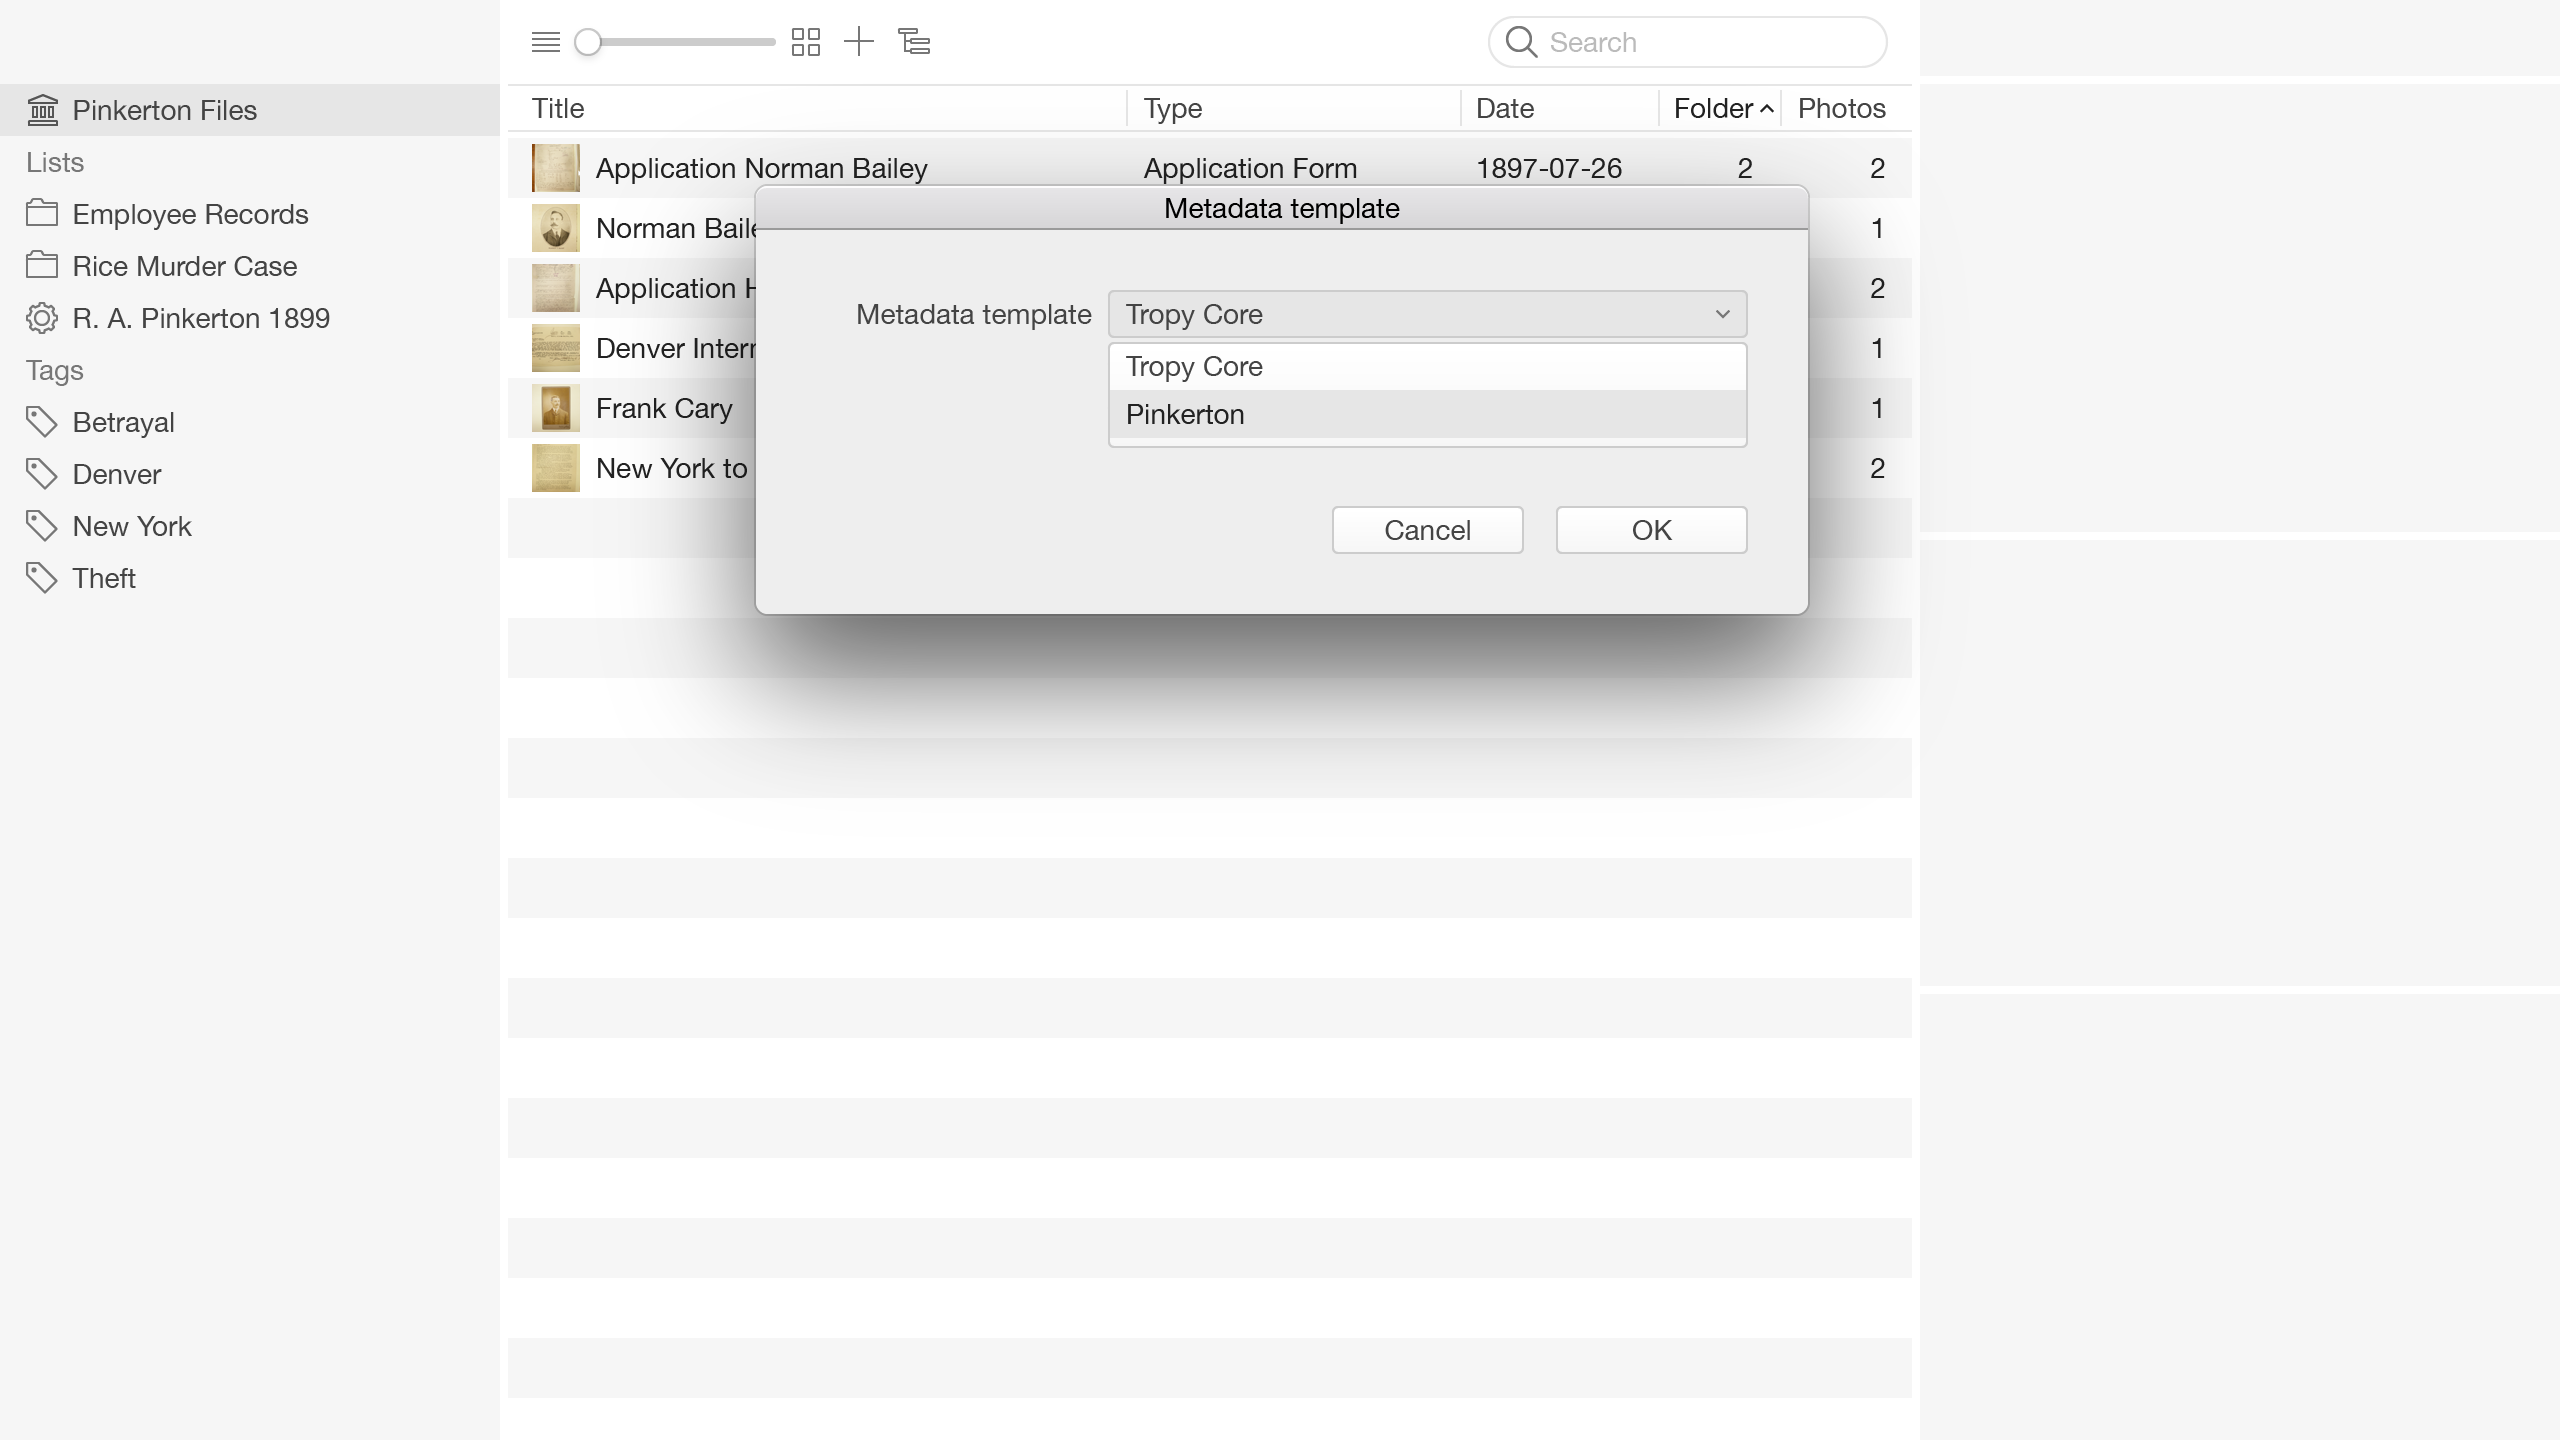 Search
Pinkerton Files
Lists
Employee Records
Rice Murder Case
R. A. Pinkerton 1899
Tags
Betrayal
Denver
New York
Theft
Title Type Date Folder Photos
Application Norman Bailey Application Form 1897-07-26 2 2
Norman 1
Application 2
Denver 1
Frank Cary 1
New York to 2
Metadata template
Metadata template Tropy Core
Tropy Core
Pinkerton
Cancel OK